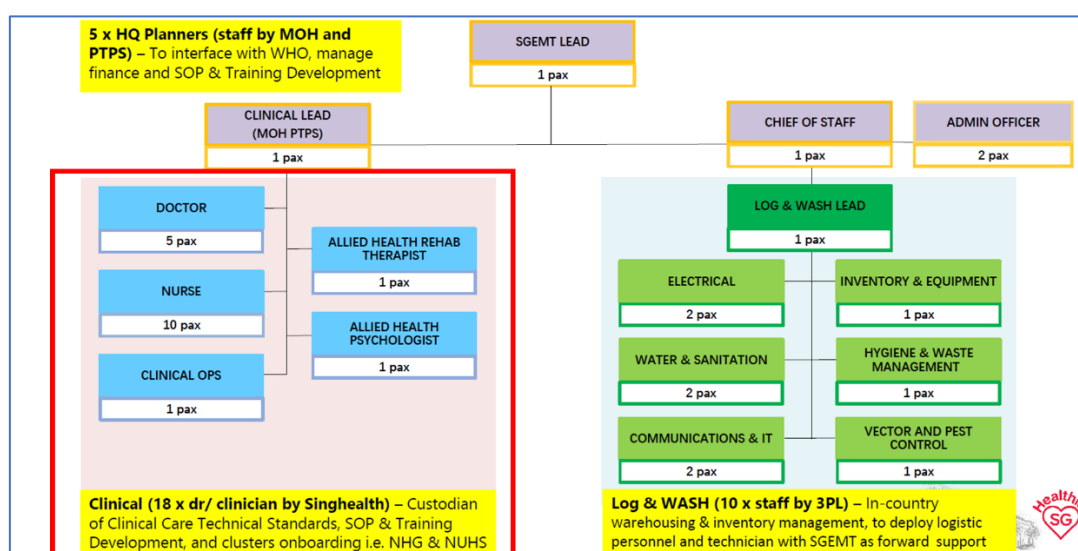 5 x HQ Planners (staff by MOH and
PTPS) – To interface with WHO, manage
finance and SOP & Training Development
SGEMT LEAD
1 pax
CLINICAL LEAD
(MOH PTPS)
1 pax
CHIEF OF STAFF
1 pax
ADMIN OFFICER
2 pax
DOCTOR
5 pax
ALLIED HEALTH REHAB
THERAPIST
1 pax
NURSE
10 pax
ALLIED HEALTH
PSYCHOLOGIST
1 pax
CLINICAL OPS
1 pax
LOG & WASH LEAD
1 pax
ELECTRICAL
2 pax
INVENTORY & EQUIPMENT
1 pax
WATER & SANITATION
2 pax
HYGIENE & WASTE
MANAGEMENT
1 pax
COMMUNICATIONS & IT
2 pax
VECTOR AND PEST
CONTROL
1 pax
Clinical (18 x dr/ clinician by Singhealth) – Custodian
of Clinical Care Technical Standards, SOP & Training
Development, and clusters onboarding i.e. NHG & NUHS
Log & WASH (10 x staff by 3PL) – In-country
warehousing & inventory management, to deploy logistic
personnel and technician with SGEMT as forward support
SG